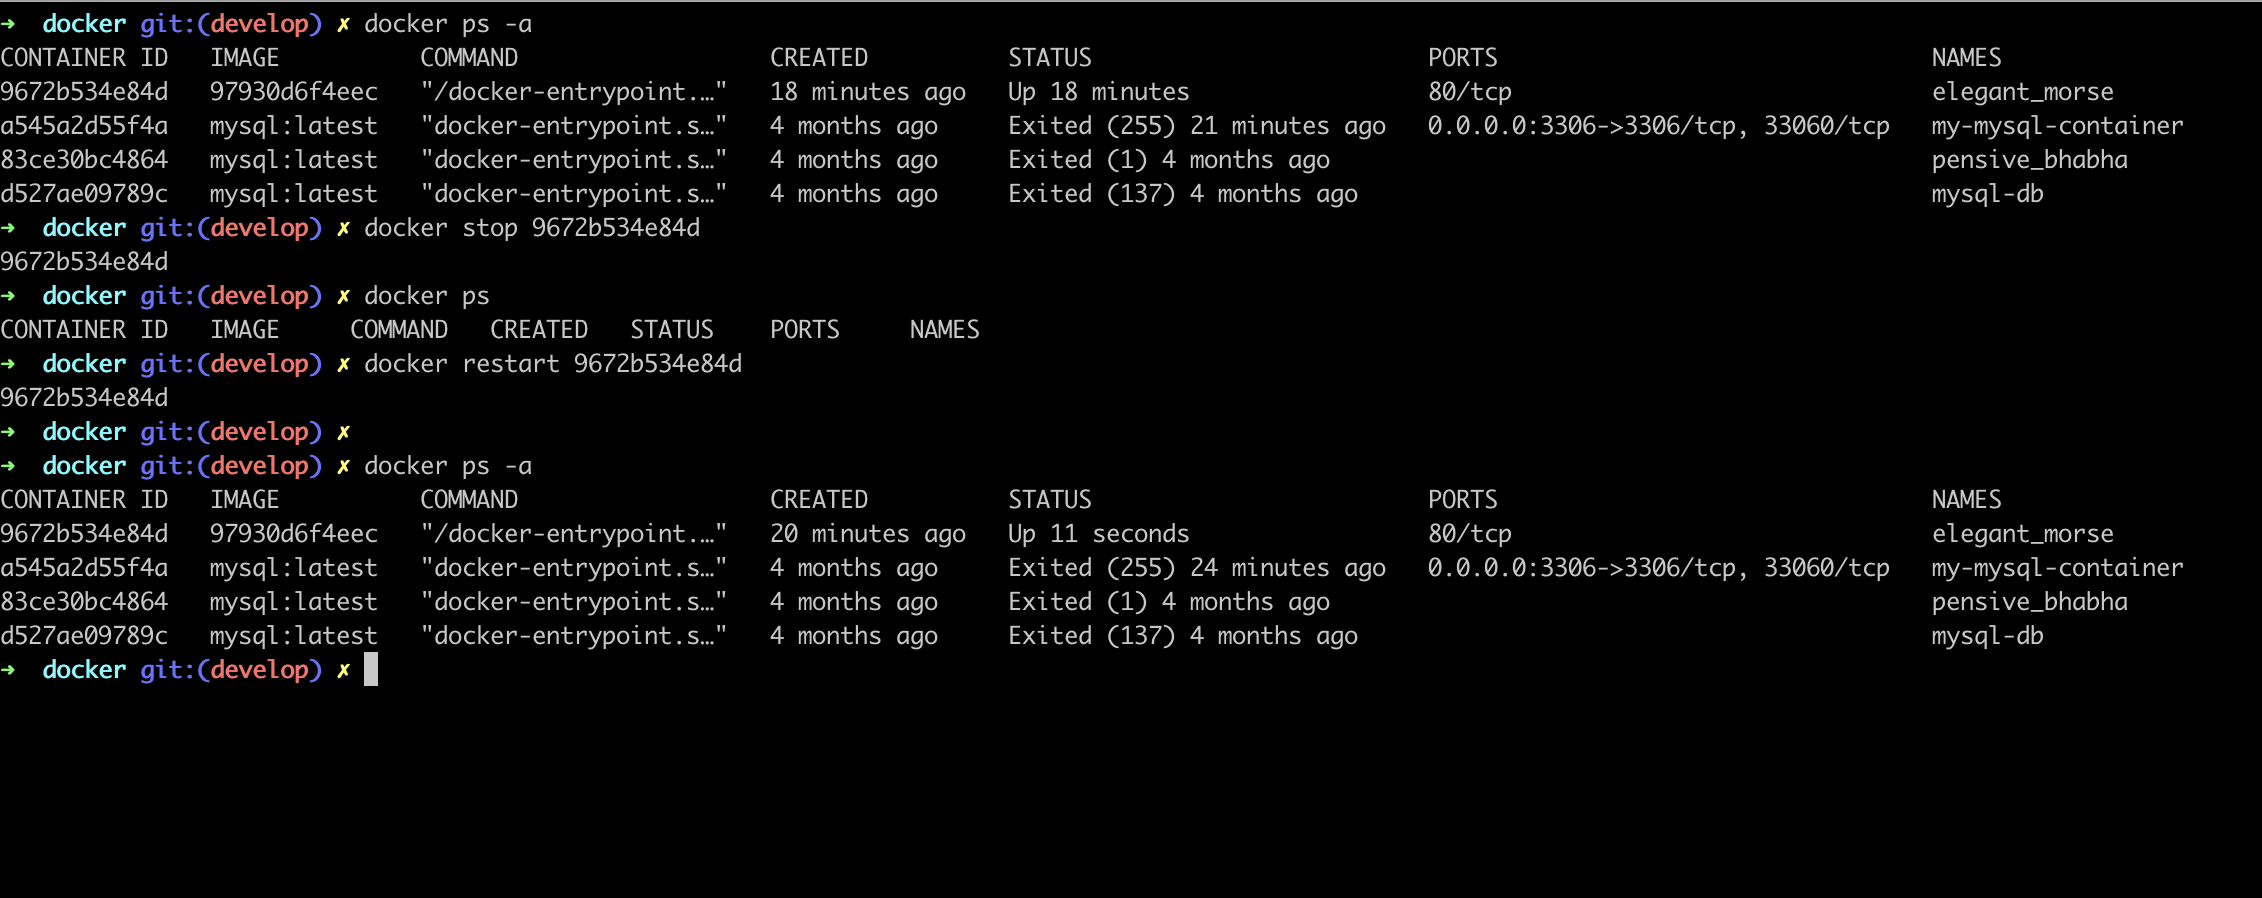 ➜  docker git:(develop) ✗ docker ps -a
CONTAINER ID   IMAGE          COMMAND                  CREATED          STATUS                        PORTS                               NAMES
9672b534e84d   97930d6f4eec   "/docker-entrypoint.…"   18 minutes ago   Up 18 minutes                 80/tcp                              elegant_morse
a545a2d55f4a   mysql:latest   "docker-entrypoint.s…"   4 months ago     Exited (255) 21 minutes ago   0.0.0.0:3306->3306/tcp, 33060/tcp   my-mysql-container
83ce30bc4864   mysql:latest   "docker-entrypoint.s…"   4 months ago     Exited (1) 4 months ago                                           pensive_bhabha
d527ae09789c   mysql:latest   "docker-entrypoint.s…"   4 months ago     Exited (137) 4 months ago                                         mysql-db
➜  docker git:(develop) ✗ docker stop 9672b534e84d
9672b534e84d
➜  docker git:(develop) ✗ docker ps
CONTAINER ID   IMAGE     COMMAND   CREATED   STATUS    PORTS     NAMES
➜  docker git:(develop) ✗ docker restart 9672b534e84d
9672b534e84d
➜  docker git:(develop) ✗
➜  docker git:(develop) ✗ docker ps -a
CONTAINER ID   IMAGE          COMMAND                  CREATED          STATUS                        PORTS                               NAMES
9672b534e84d   97930d6f4eec   "/docker-entrypoint.…"   20 minutes ago   Up 11 seconds                 80/tcp                              elegant_morse
a545a2d55f4a   mysql:latest   "docker-entrypoint.s…"   4 months ago     Exited (255) 24 minutes ago   0.0.0.0:3306->3306/tcp, 33060/tcp   my-mysql-container
83ce30bc4864   mysql:latest   "docker-entrypoint.s…"   4 months ago     Exited (1) 4 months ago                                           pensive_bhabha
d527ae09789c   mysql:latest   "docker-entrypoint.s…"   4 months ago     Exited (137) 4 months ago                                         mysql-db
➜  docker git:(develop) ✗